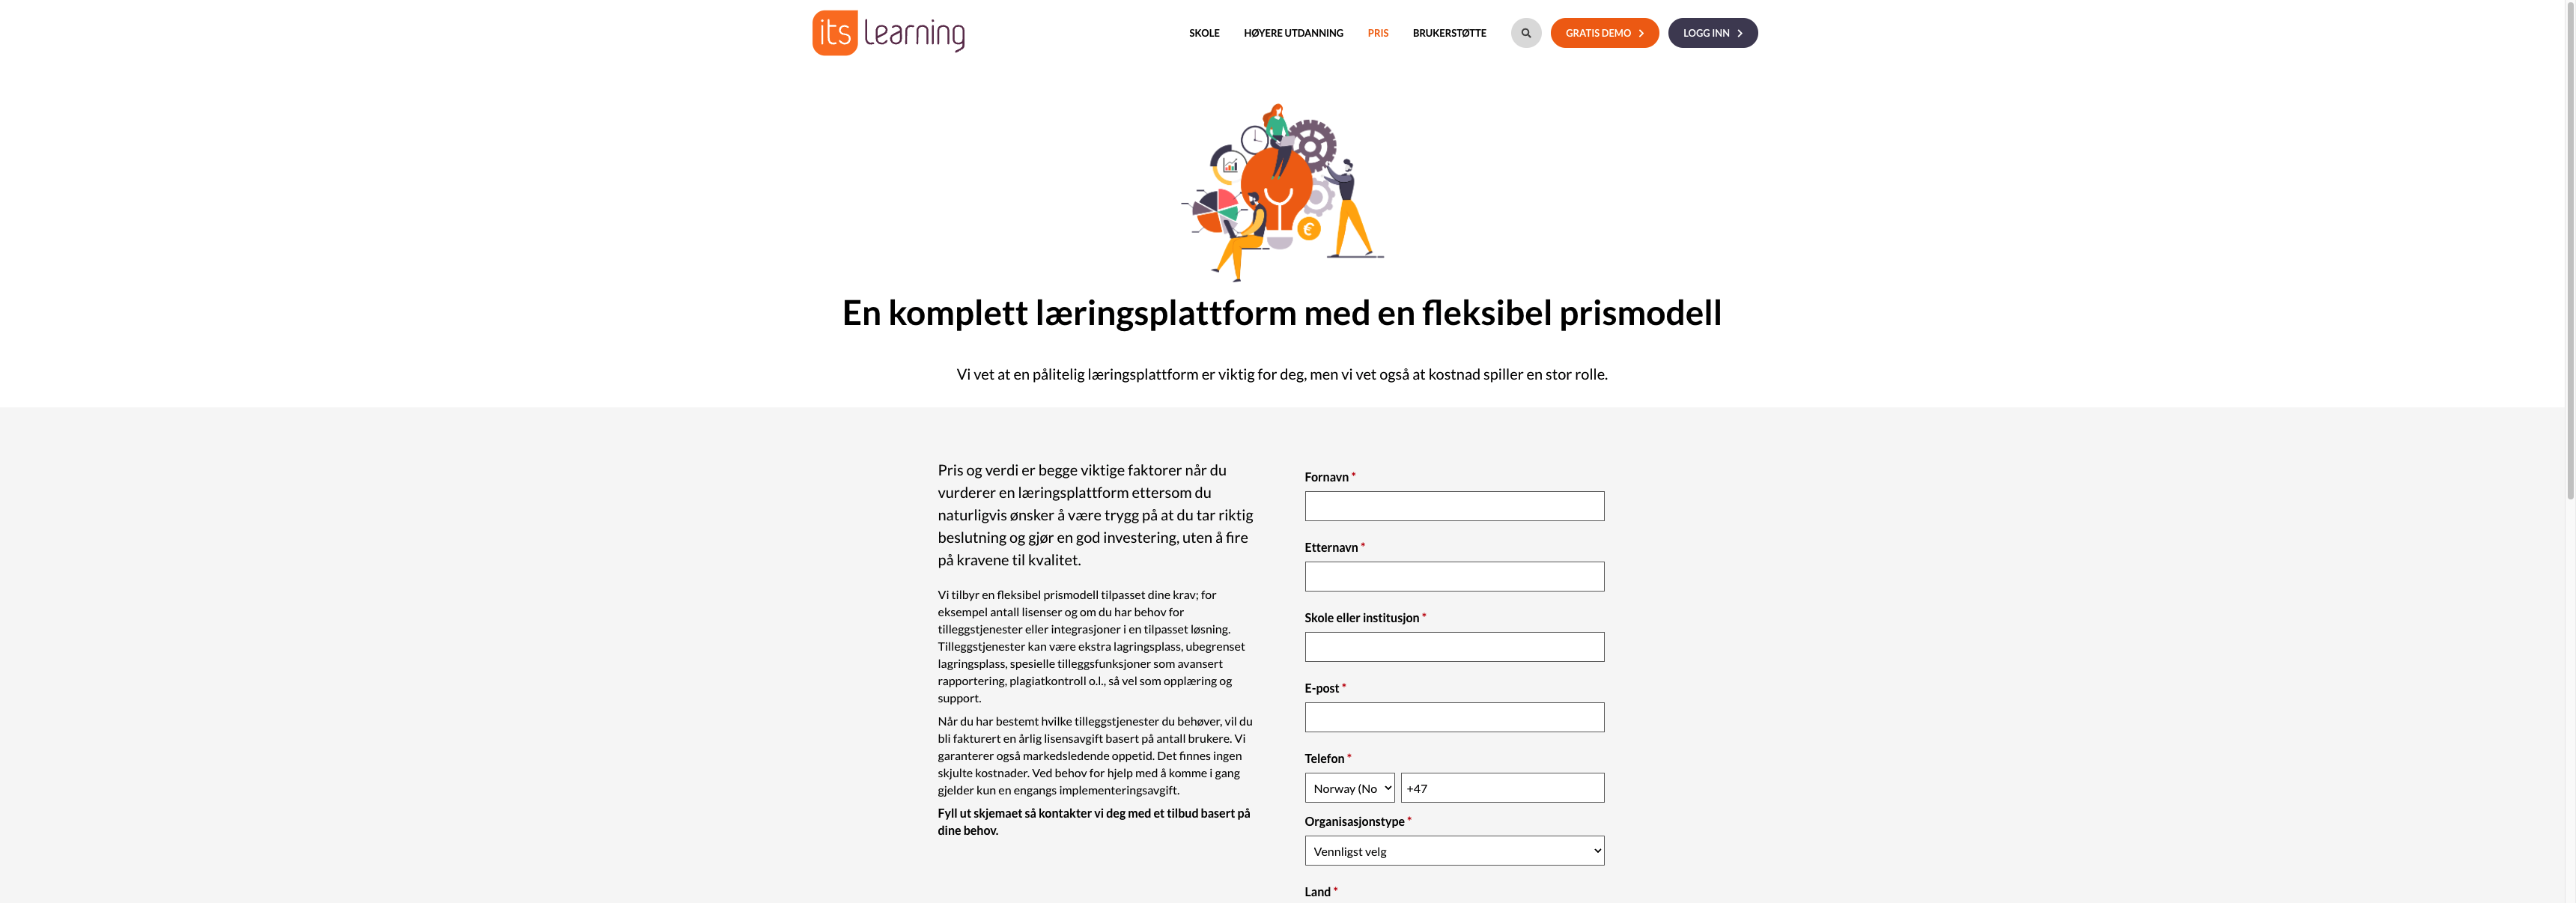 its learning
SKOLE
HØYERE UTDANNING
PRIS
BRUKERSTØTTE
GRATIS DEMO
LOGG INN
€
En komplett læringsplattform med en fleksibel prismodell
Vi vet at en pålitelig læringsplattform er viktig for deg, men vi vet også at kostnad spiller en stor rolle.
Pris og verdi er begge viktige faktorer når du
vurderer en læringsplattform ettersom du
naturligvis ønsker å være trygg på at du tar riktig
beslutning og gjør en god investering, uten å fire
på kravene til kvalitet.
Vi tilbyr en fleksibel prismodell tilpasset dine krav; for
eksempel antall lisenser og om du har behov for
tilleggstjenester eller integrasjoner i en tilpasset løsning.
Tilleggstjenester kan være ekstra lagringsplass, ubegrenset
lagringsplass, spesielle tilleggsfunksjoner som avansert
rapportering, plagiatkontroll o.l., så vel som opplæring og
support.
Når du har bestemt hvilke tilleggstjenester du behøver, vil du
bli fakturert en årlig lisensavgift basert på antall brukere. Vi
garanterer også markedsledende oppetid. Det finnes ingen
skjulte kostnader. Ved behov for hjelp med å komme i gang
gjelder kun en engangs implementeringsavgift.
Fyll ut skjemaet så kontakter vi deg med et tilbud basert på
dine behov.
Fornavn *
Etternavn *
Skole eller institusjon *
E-post *
Telefon *
Norway (No
+47
Organisasjonstype *
Vennligst velg
Land *